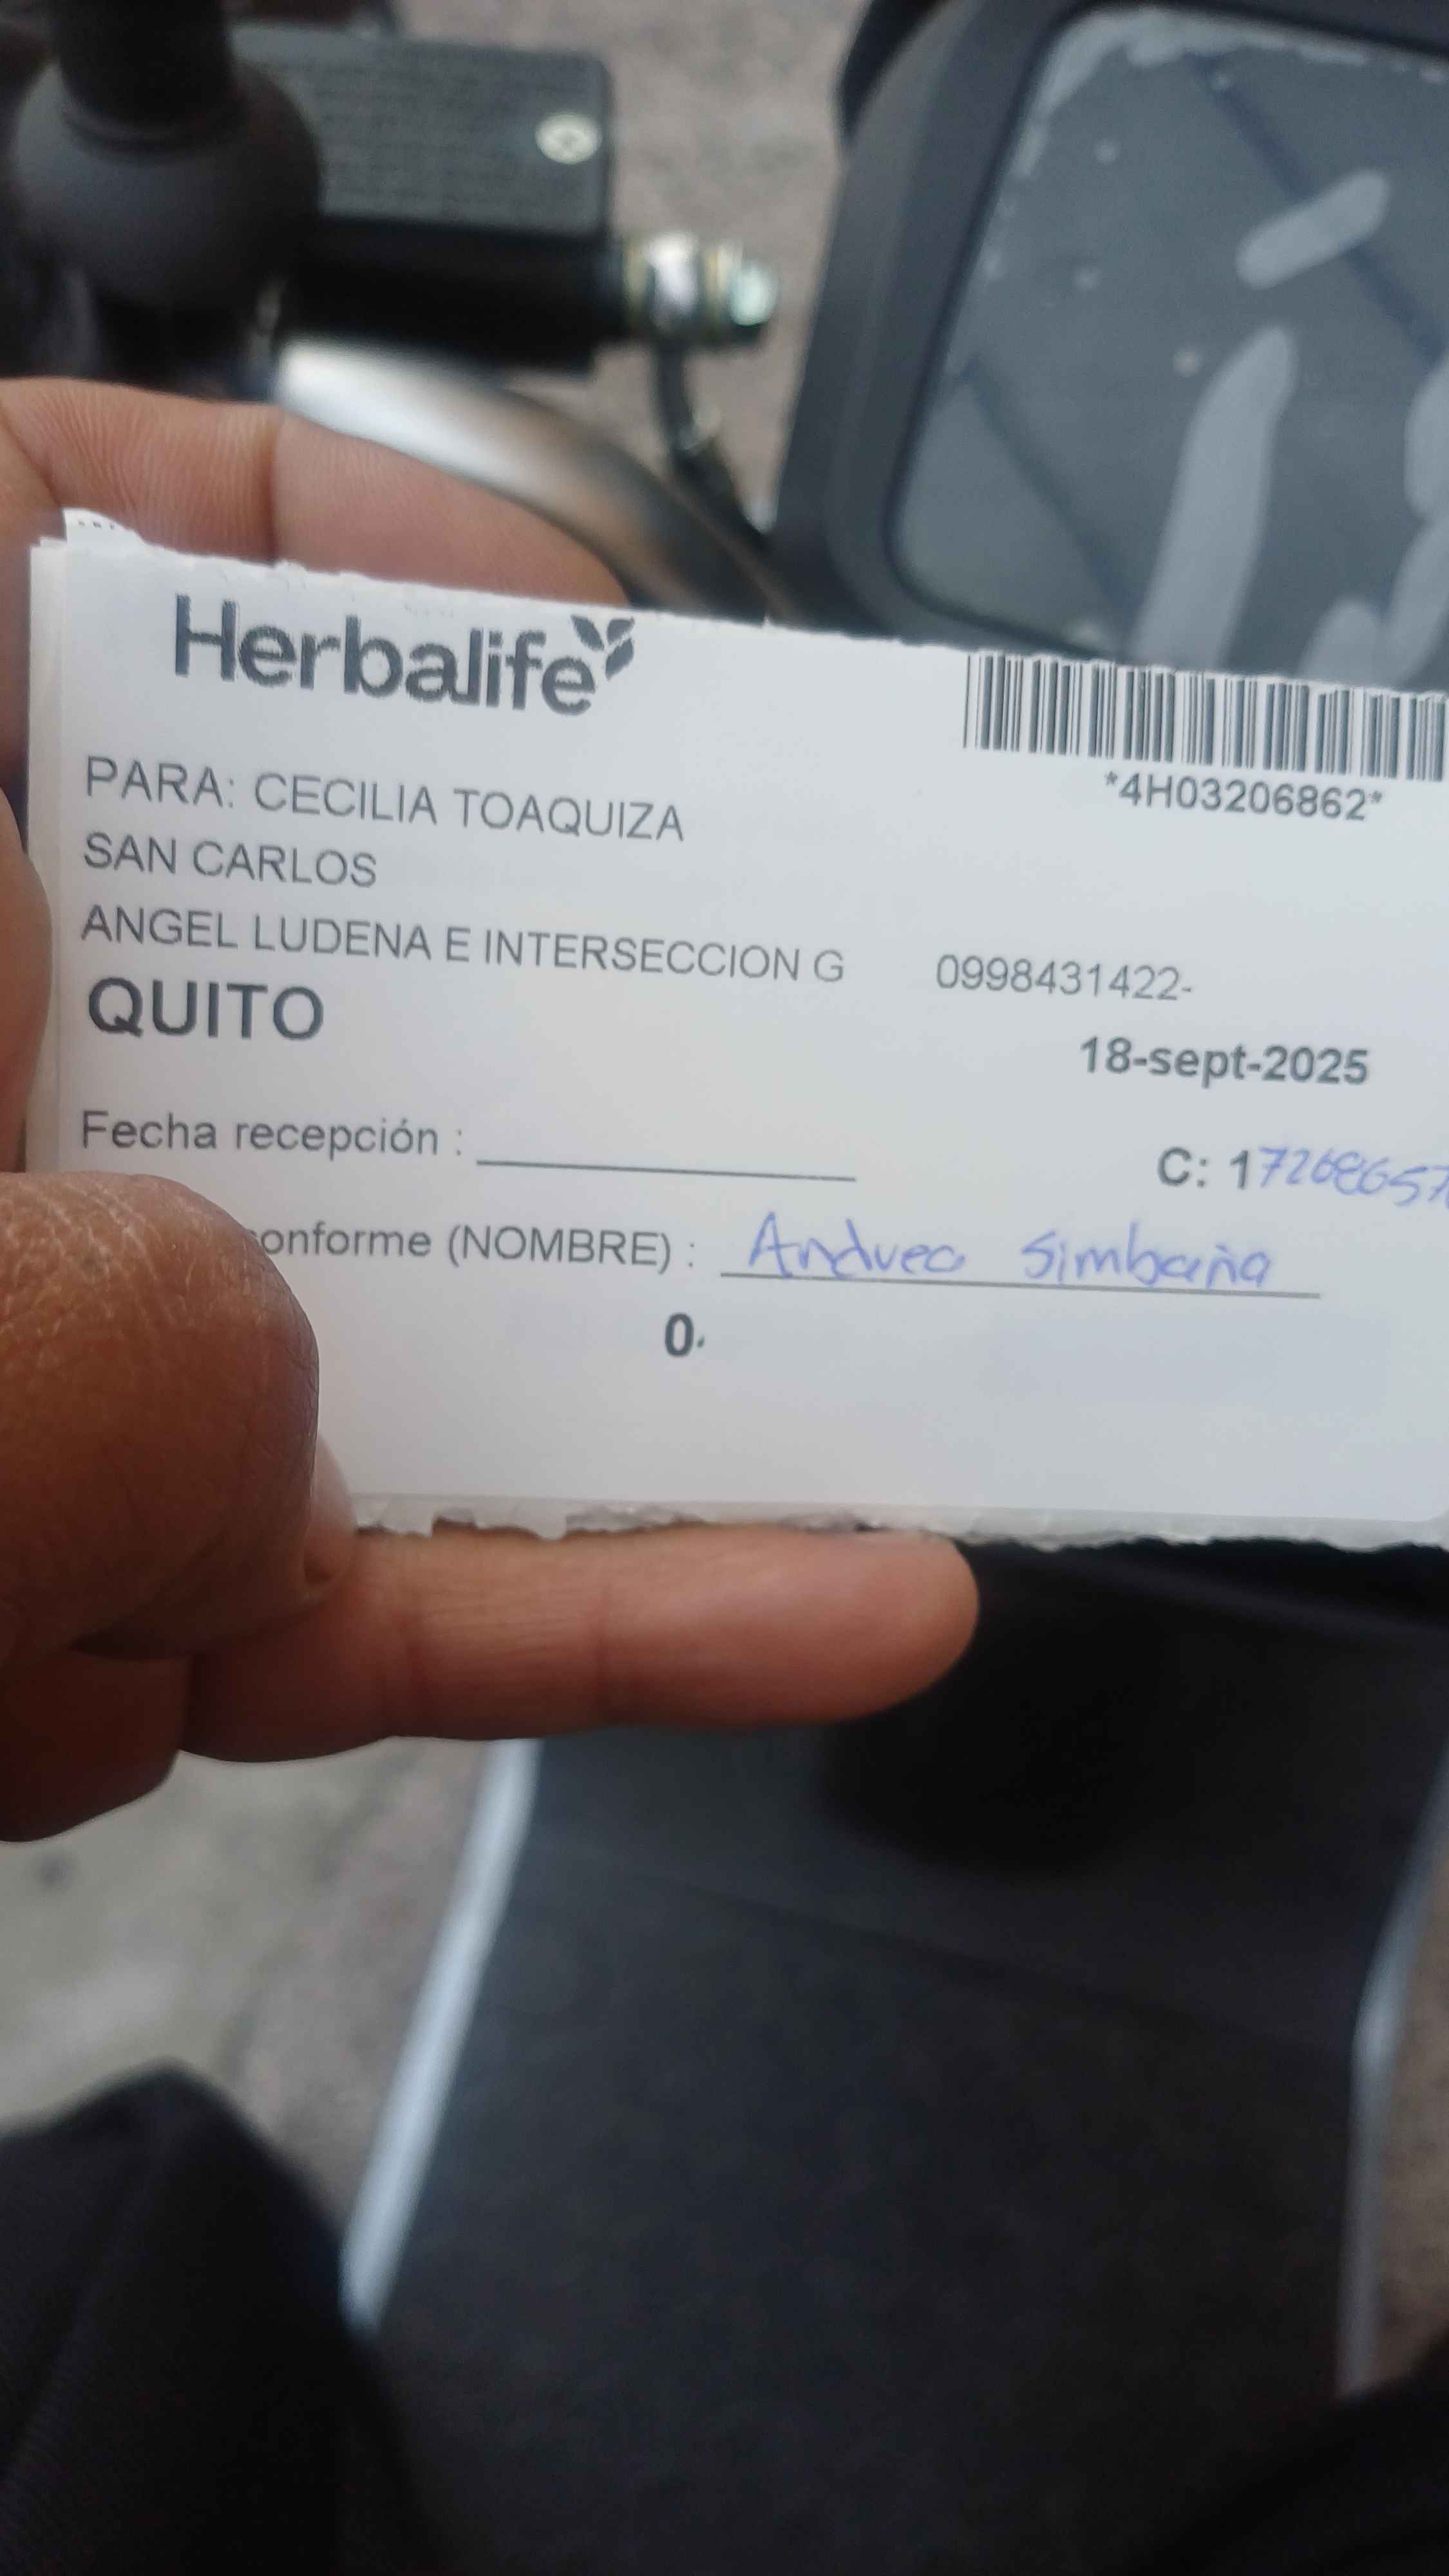 Herbalife
*4H03206862*
PARA: CECILIA TOAQUIZA
SAN CARLOS
ANGEL LUDENA E INTERSECCION G 0998431422-
QUITO
18-sept-2025
Fecha recepción :
C: 172686657
onforme (NOMBRE) : Andrea Simbaña
0.